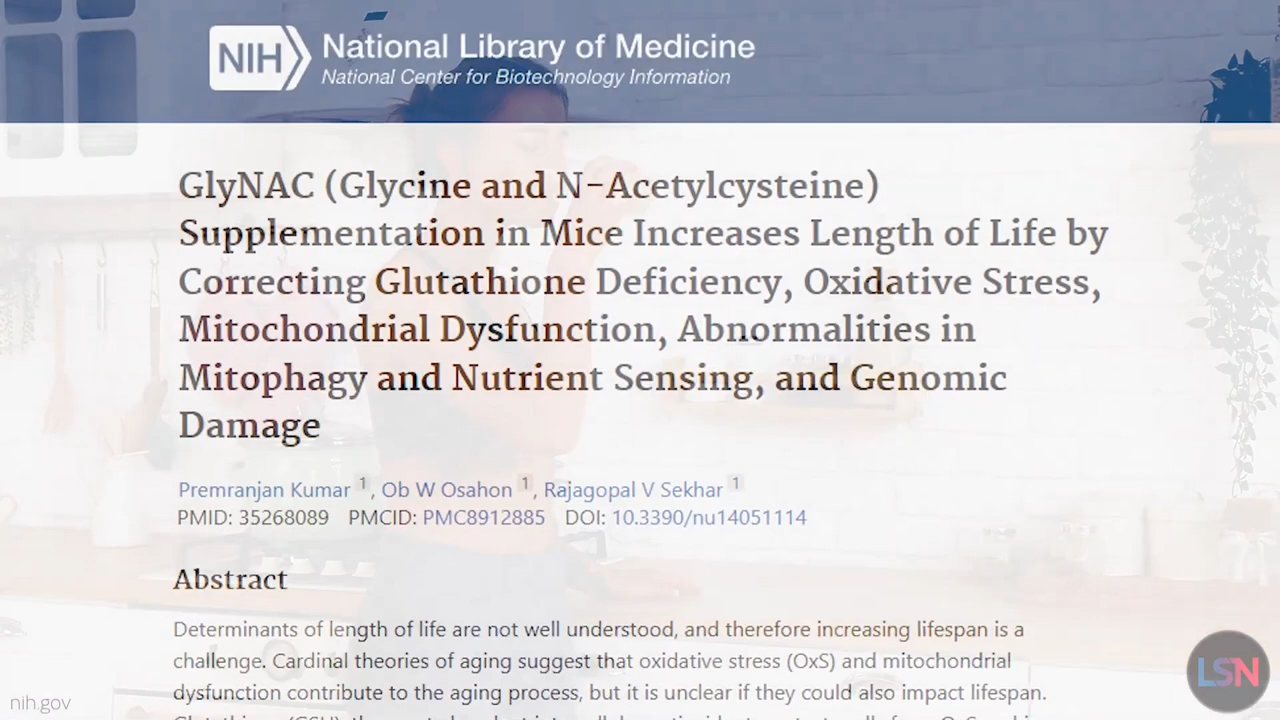 NIH National Library of Medicine
National Center for Biotechnology Information
GlyNAC (Glycine and N-Acetylcysteine)
Supplementation in Mice Increases Length of Life by
Correcting Glutathione Deficiency, Oxidative Stress,
Mitochondrial Dysfunction, Abnormalities in
Mitophagy and Nutrient Sensing, and Genomic
Damage
Premranjan Kumar 1, Ob W Osahon 1, Rajagopal V Sekhar 1
PMID: 35268089 PMCID: PMC8912885 DOI: 10.3390/nu14051114
Abstract
Determinants of length of life are not well understood, and therefore increasing lifespan is a
challenge. Cardinal theories of aging suggest that oxidative stress (OxS) and mitochondrial
dysfunction contribute to the aging process, but it is unclear if they could also impact lifespan.
nih.gov
LSN